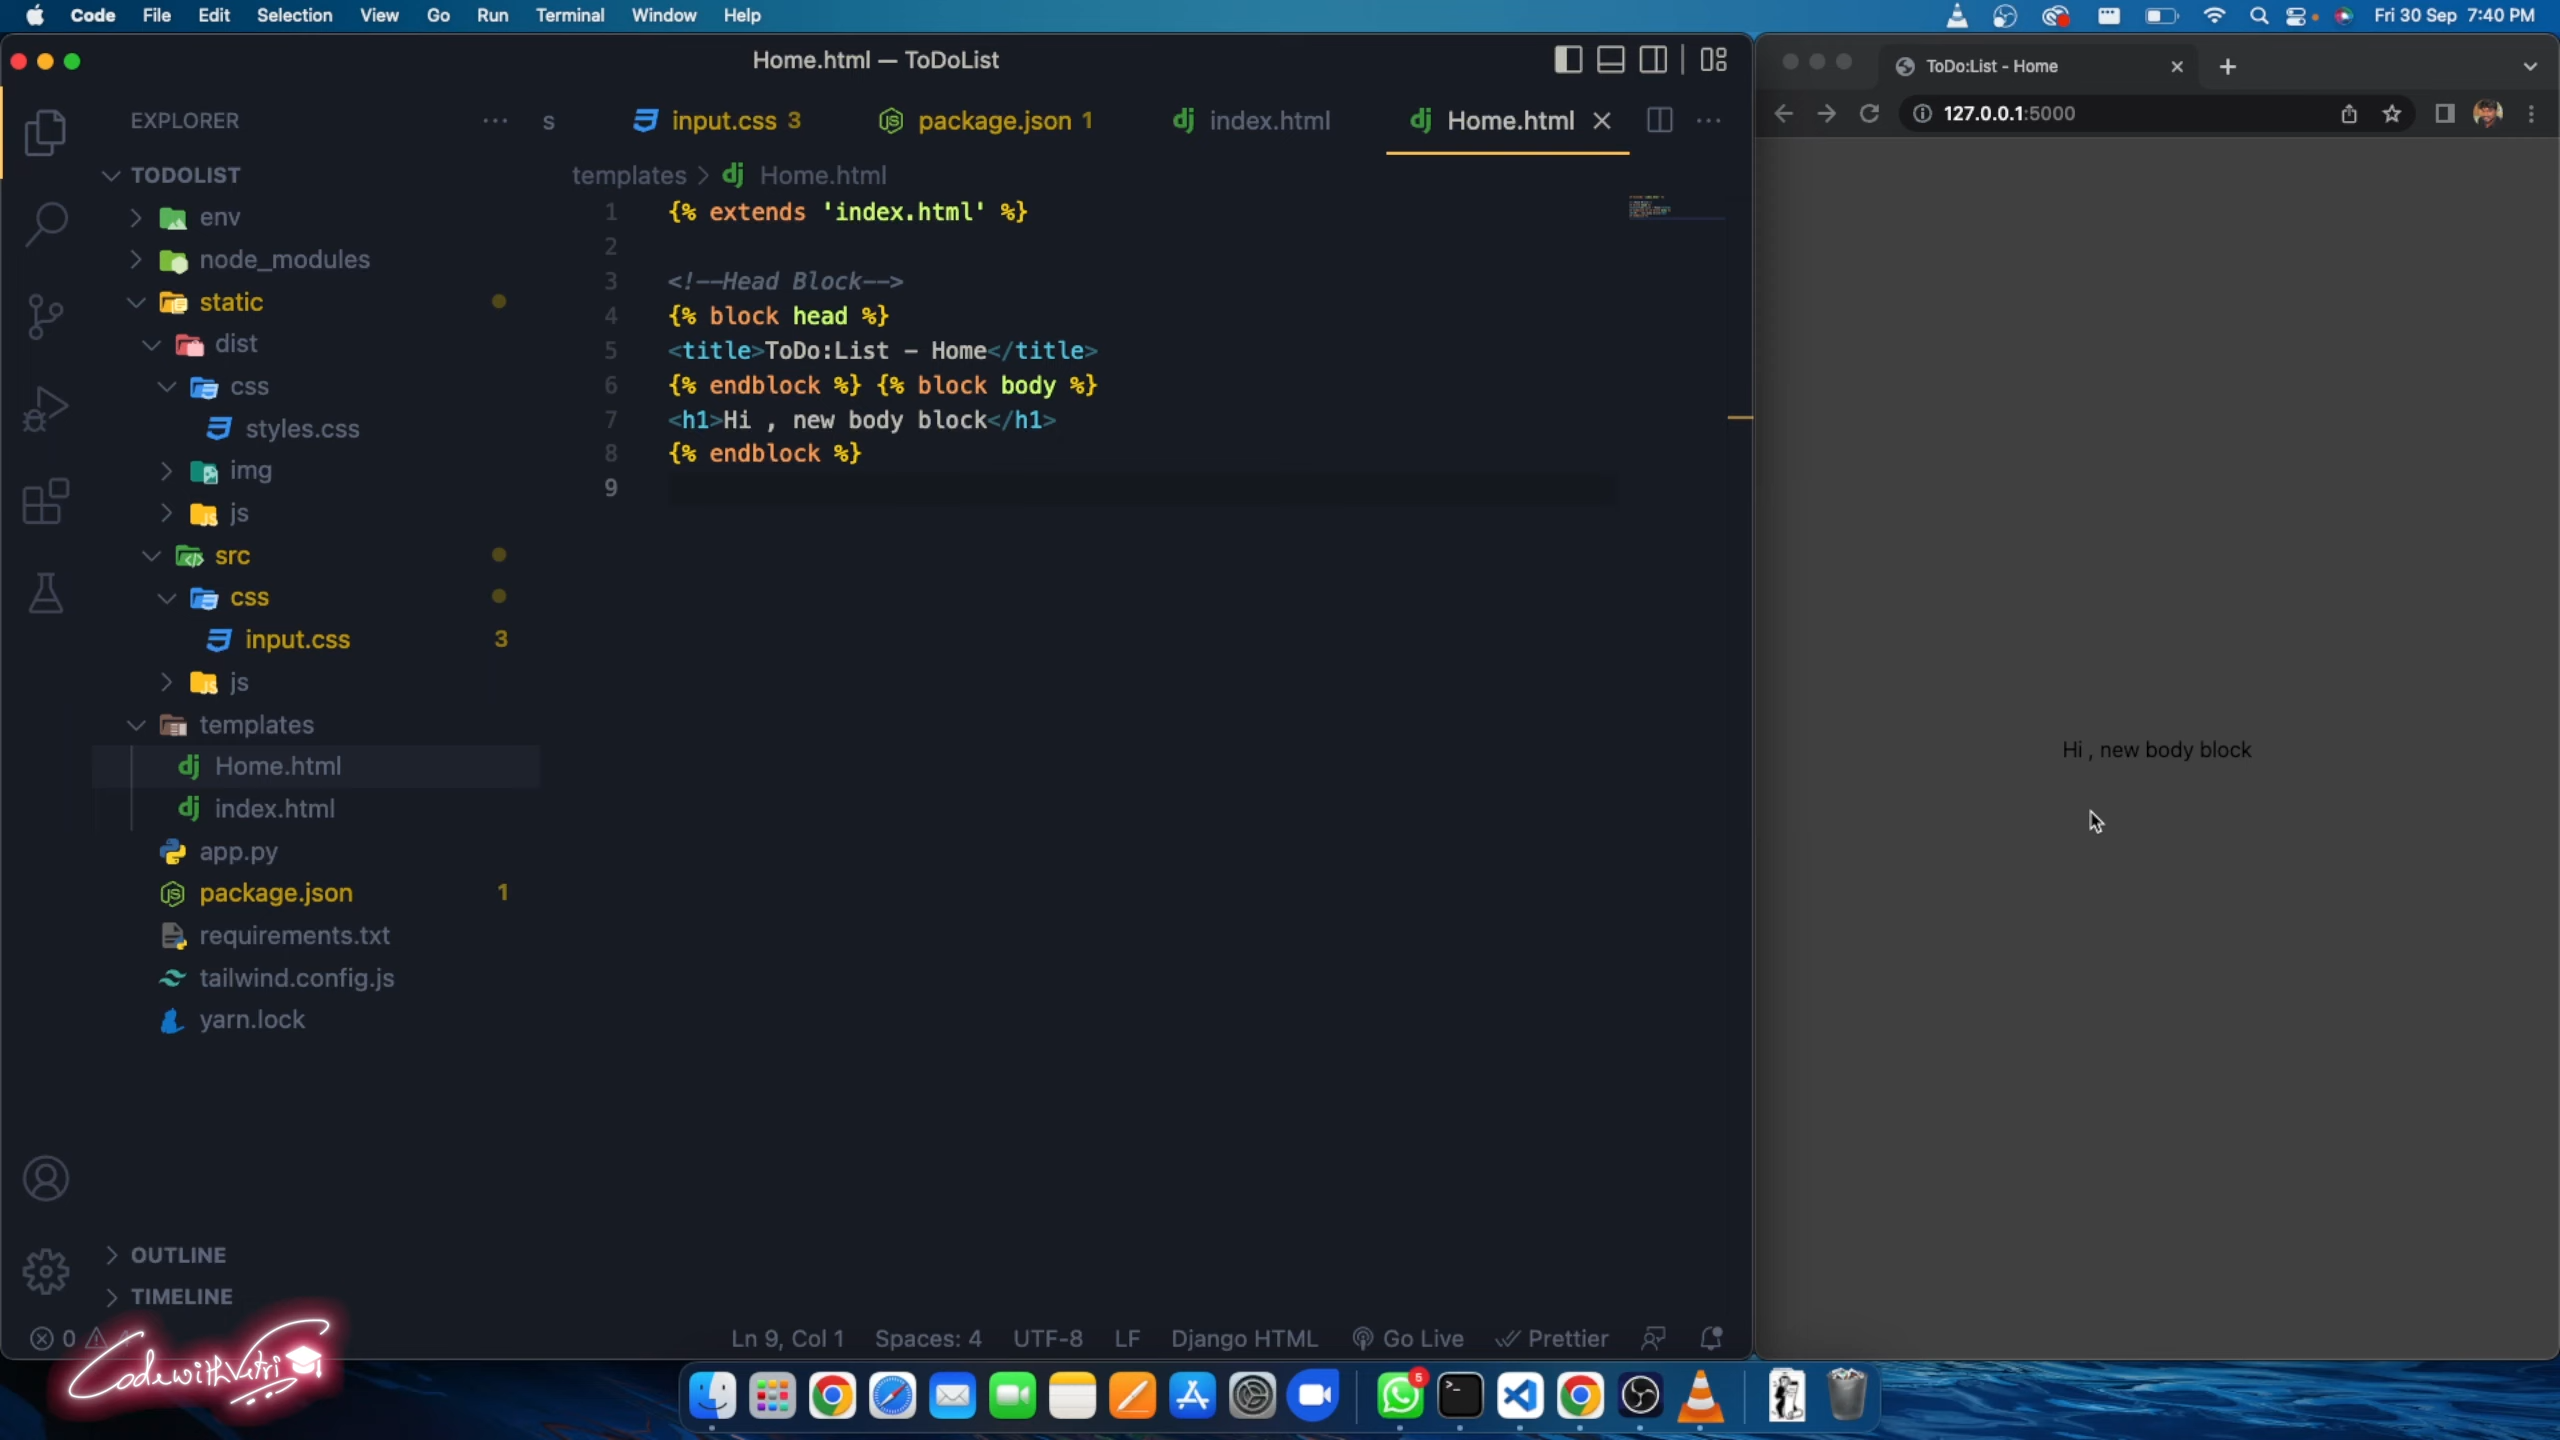 Code File Edit Selection View Go Run Terminal Window Help
Fri 30 Sep 7:40 PM
Home.html — ToDoList
ToDo:List - Home
127.0.0.1:5000
EXPLORER
s
input.css 3
package.json 1
index.html
Home.html
templates > Home.html
TODOLIST
env
node_modules
static
dist
css
styles.css
img
js
src
css
input.css 3
js
templates
Home.html
index.html
app.py
package.json 1
requirements.txt
tailwind.config.js
yarn.lock
OUTLINE
TIMELINE
1 {% extends 'index.html' %}
2
3 <!--Head Block-->
4 {% block head %}
5 <title>ToDo:List - Home</title>
6 {% endblock %} {% block body %}
7 <h1>Hi , new body block</h1>
8 {% endblock %}
9
Hi , new body block
0
Ln 9, Col 1 Spaces: 4 UTF-8 LF Django HTML Go Live Prettier
CodewithVetri
5